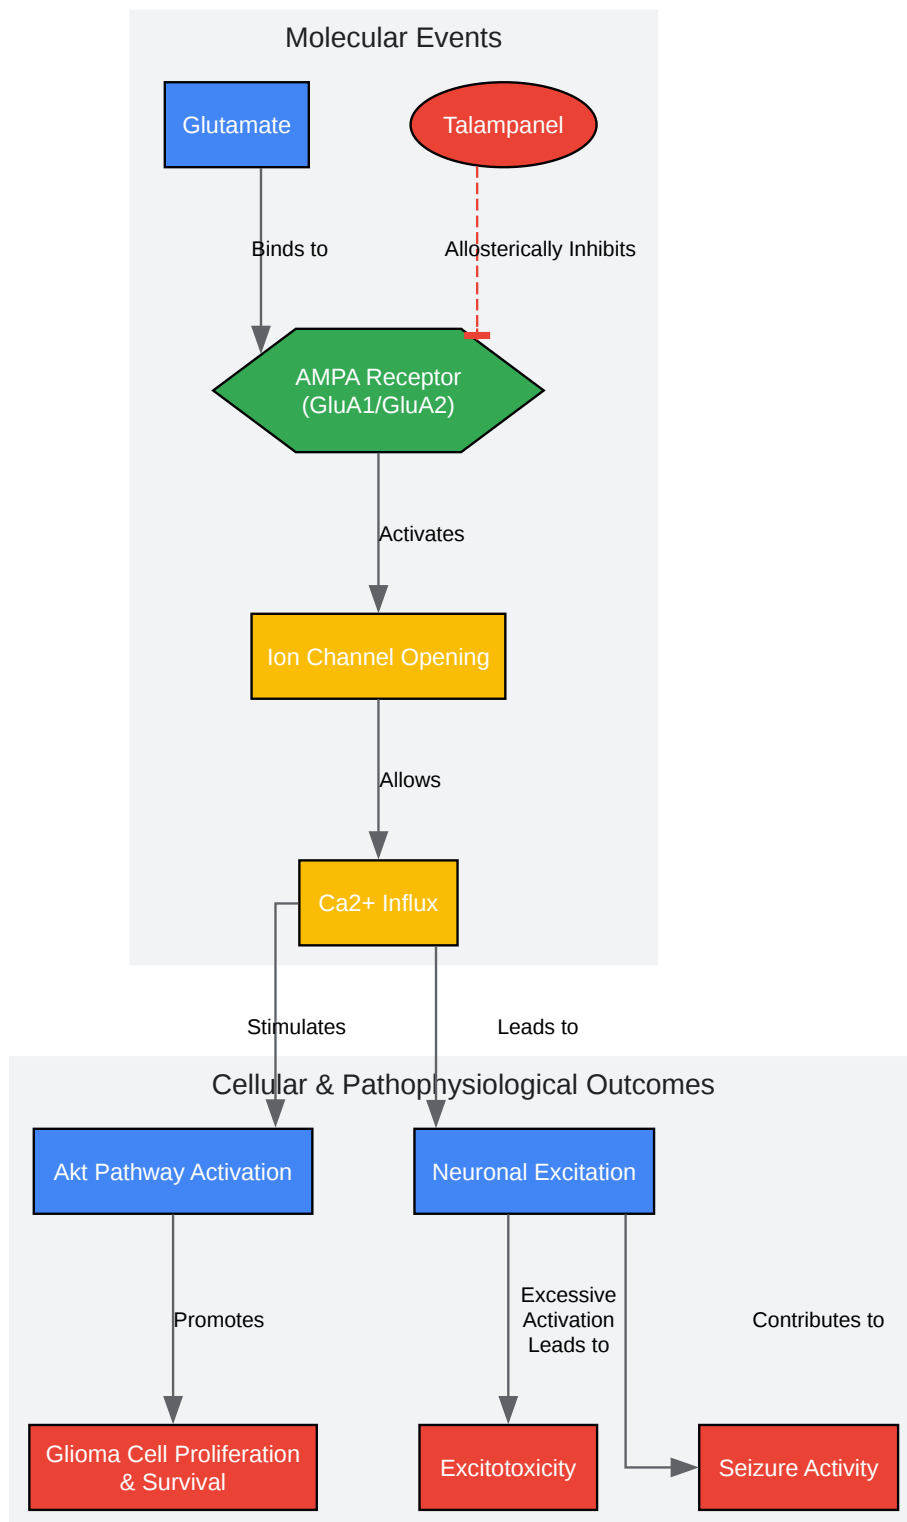 Molecular Events
Glutamate
Talampanel
Binds to
Allosterically Inhibits
AMPA Receptor
(GluA1/GluA2)
Activates
Ion Channel Opening
Allows
Ca2+ Influx
Stimulates
Leads to
Cellular & Pathophysiological Outcomes
Akt Pathway Activation
Neuronal Excitation
Promotes
Excessive
Activation
Leads to
Contributes to
Glioma Cell Proliferation
& Survival
Excitotoxicity
Seizure Activity